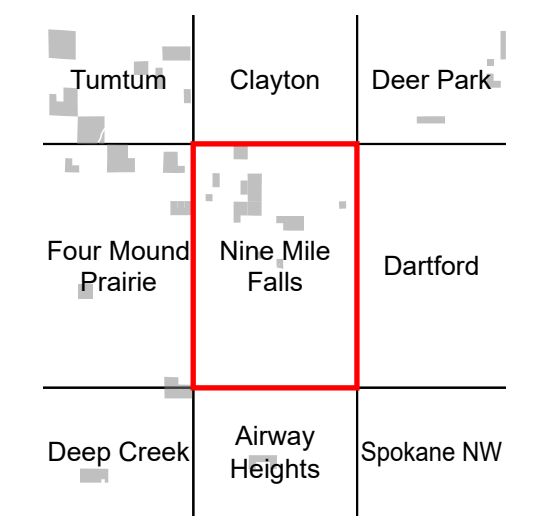 Tumtum
Clayton
Deer Park
Four Mound
Prairie
Nine Mile
Falls
Dartford
Deep Creek
Airway
Heights
Spokane NW